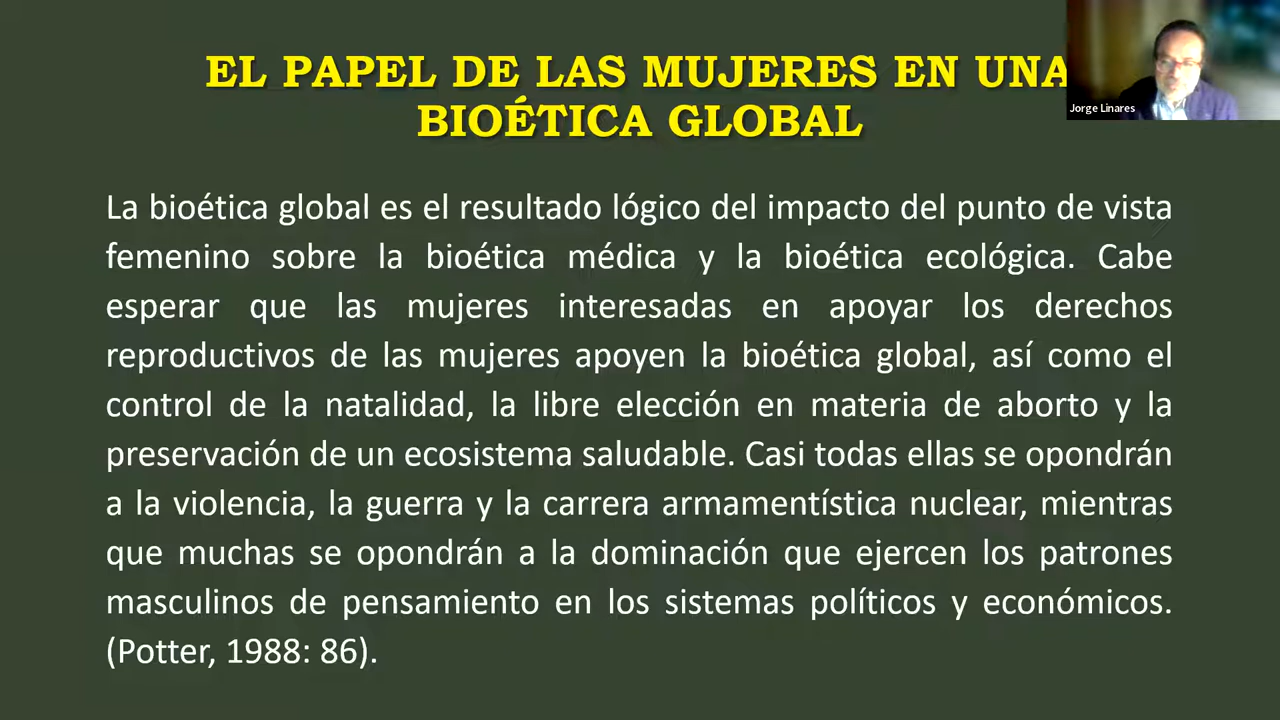 EL PAPEL DE LAS MUJERES EN UNA
BIOÉTICA GLOBAL
Jorge Linares
La bioética global es el resultado lógico del impacto del punto de vista
femenino sobre la bioética médica y la bioética ecológica. Cabe
esperar que las mujeres interesadas en apoyar los derechos
reproductivos de las mujeres apoyen la bioética global, así como el
control de la natalidad, la libre elección en materia de aborto y la
preservación de un ecosistema saludable. Casi todas ellas se opondrán
a la violencia, la guerra y la carrera armamentística nuclear, mientras
que muchas se opondrán a la dominación que ejercen los patrones
masculinos de pensamiento en los sistemas políticos y económicos.
(Potter, 1988: 86).